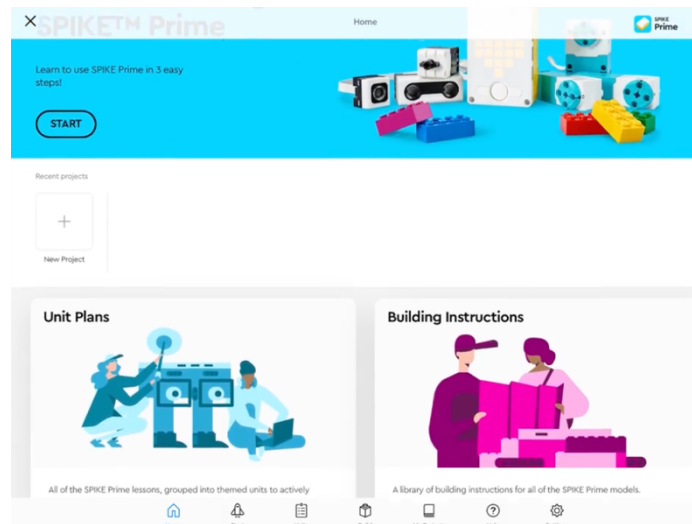 Home
SPIKE
Prime
SPIKE™ Prime
Learn to use SPIKE Prime in 3 easy
steps!
START
Recent projects
New Project
Unit Plans
Building Instructions
All of the SPIKE Prime lessons, grouped into themed units to actively
A library of building instructions for all of the SPIKE Prime models.